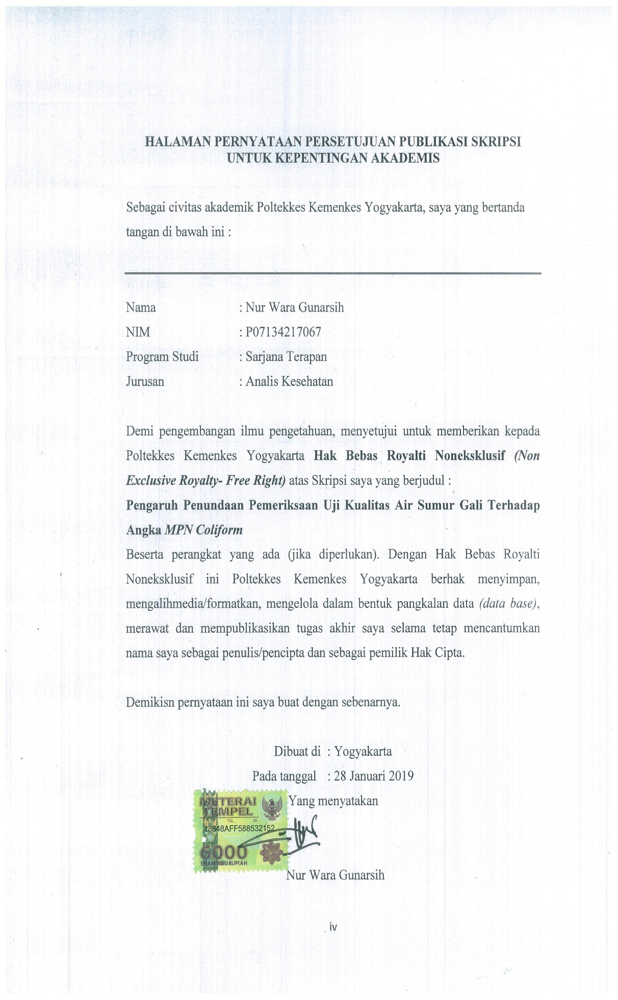 HALAMAN PERNYATAAN PERSETUJUAN PUBLIKASI SKRIPSI
UNTUK KEPENTINGAN AKADEMIS
Sebagai civitas akademik Poltekkes Kemenkes Yogyakarta, saya yang bertanda
tangan di bawah ini :
Nama : Nur Wara Gunarsih
NIM : P07134217067
Program Studi : Sarjana Terapan
Jurusan : Analis Kesehatan
Demi pengembangan ilmu pengetahuan, menyetujui untuk memberikan kepada
Poltekkes Kemenkes Yogyakarta Hak Bebas Royalti Noneksklusif (Non
Exclusive Royalty- Free Right) atas Skripsi saya yang berjudul :
Pengaruh Penundaan Pemeriksaan Uji Kualitas Air Sumur Gali Terhadap
Angka MPN Coliform
Beserta perangkat yang ada (jika diperlukan). Dengan Hak Bebas Royalti
Noneksklusif ini Poltekkes Kemenkes Yogyakarta berhak menyimpan,
mengalihmedia/formatkan, mengelola dalam bentuk pangkalan data (data base),
merawat dan mempublikasikan tugas akhir saya selama tetap mencantumkan
nama saya sebagai penulis/pencipta dan sebagai pemilik Hak Cipta.
Demikisn pernyataan ini saya buat dengan sebenarnya.
Dibuat di : Yogyakarta
Pada tanggal : 28 Januari 2019
Yang menyatakan
METERAI
TEMPEL
TGL 20
13948AFF588532152
6000
ENAM RIBU RUPIAH
Nur Wara Gunarsih
iv